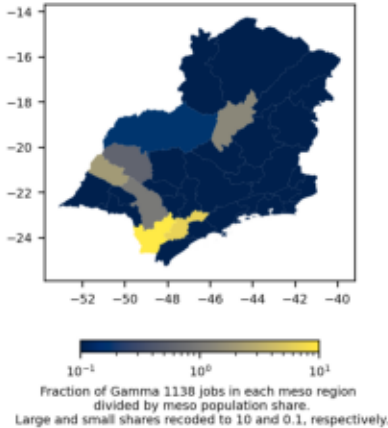 −14
−16
−18
−20
−22
−24
−52 −50 −48 −46 −44 −42 −40
10⁻¹ 10⁰ 10¹
Fraction of Gamma 1138 jobs in each meso region
divided by meso population share.
Large and small shares recoded to 10 and 0.1, respectively.